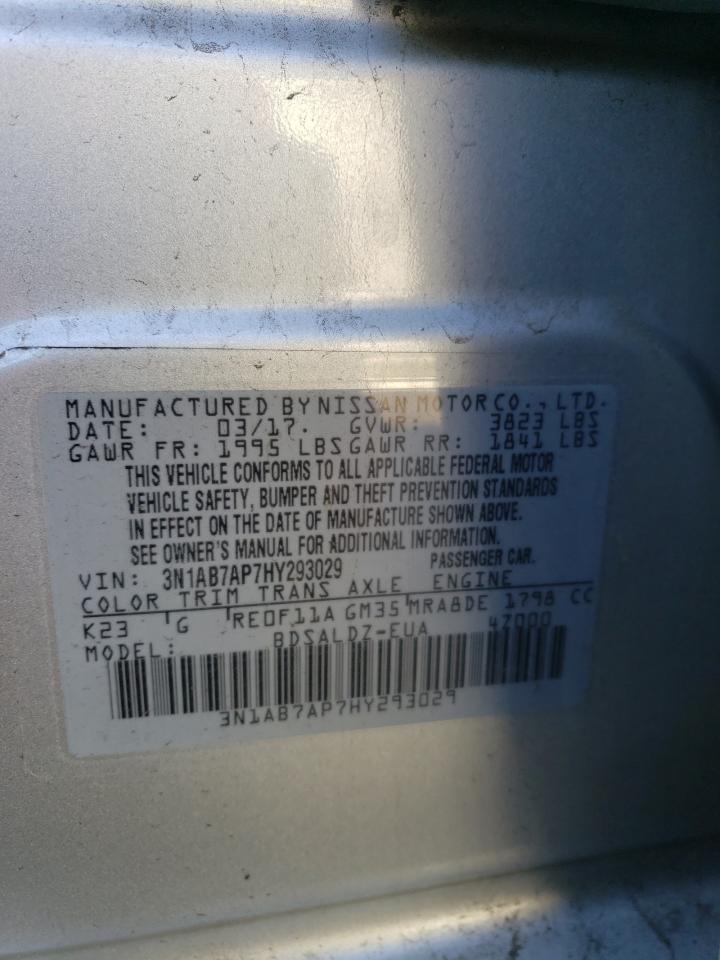 MANUFACTURED BY NISSAN MOTOR CO., LTD.
DATE: 03/17. GVWR: 3823 LBS
GAWR FR: 1995 LBS GAWR RR: 1841 LBS
THIS VEHICLE CONFORMS TO ALL APPLICABLE FEDERAL MOTOR
VEHICLE SAFETY, BUMPER AND THEFT PREVENTION STANDARDS
IN EFFECT ON THE DATE OF MANUFACTURE SHOWN ABOVE.
SEE OWNER'S MANUAL FOR ADDITIONAL INFORMATION.
VIN: 3N1AB7AP7HY293029 PASSENGER CAR.
COLOR TRIM TRANS AXLE ENGINE
K23 G RE0F11A GM35 MRA8DE 1798 CC
MODEL: BDSALDZ-EUA 47000
3N1AB7AP7HY293029